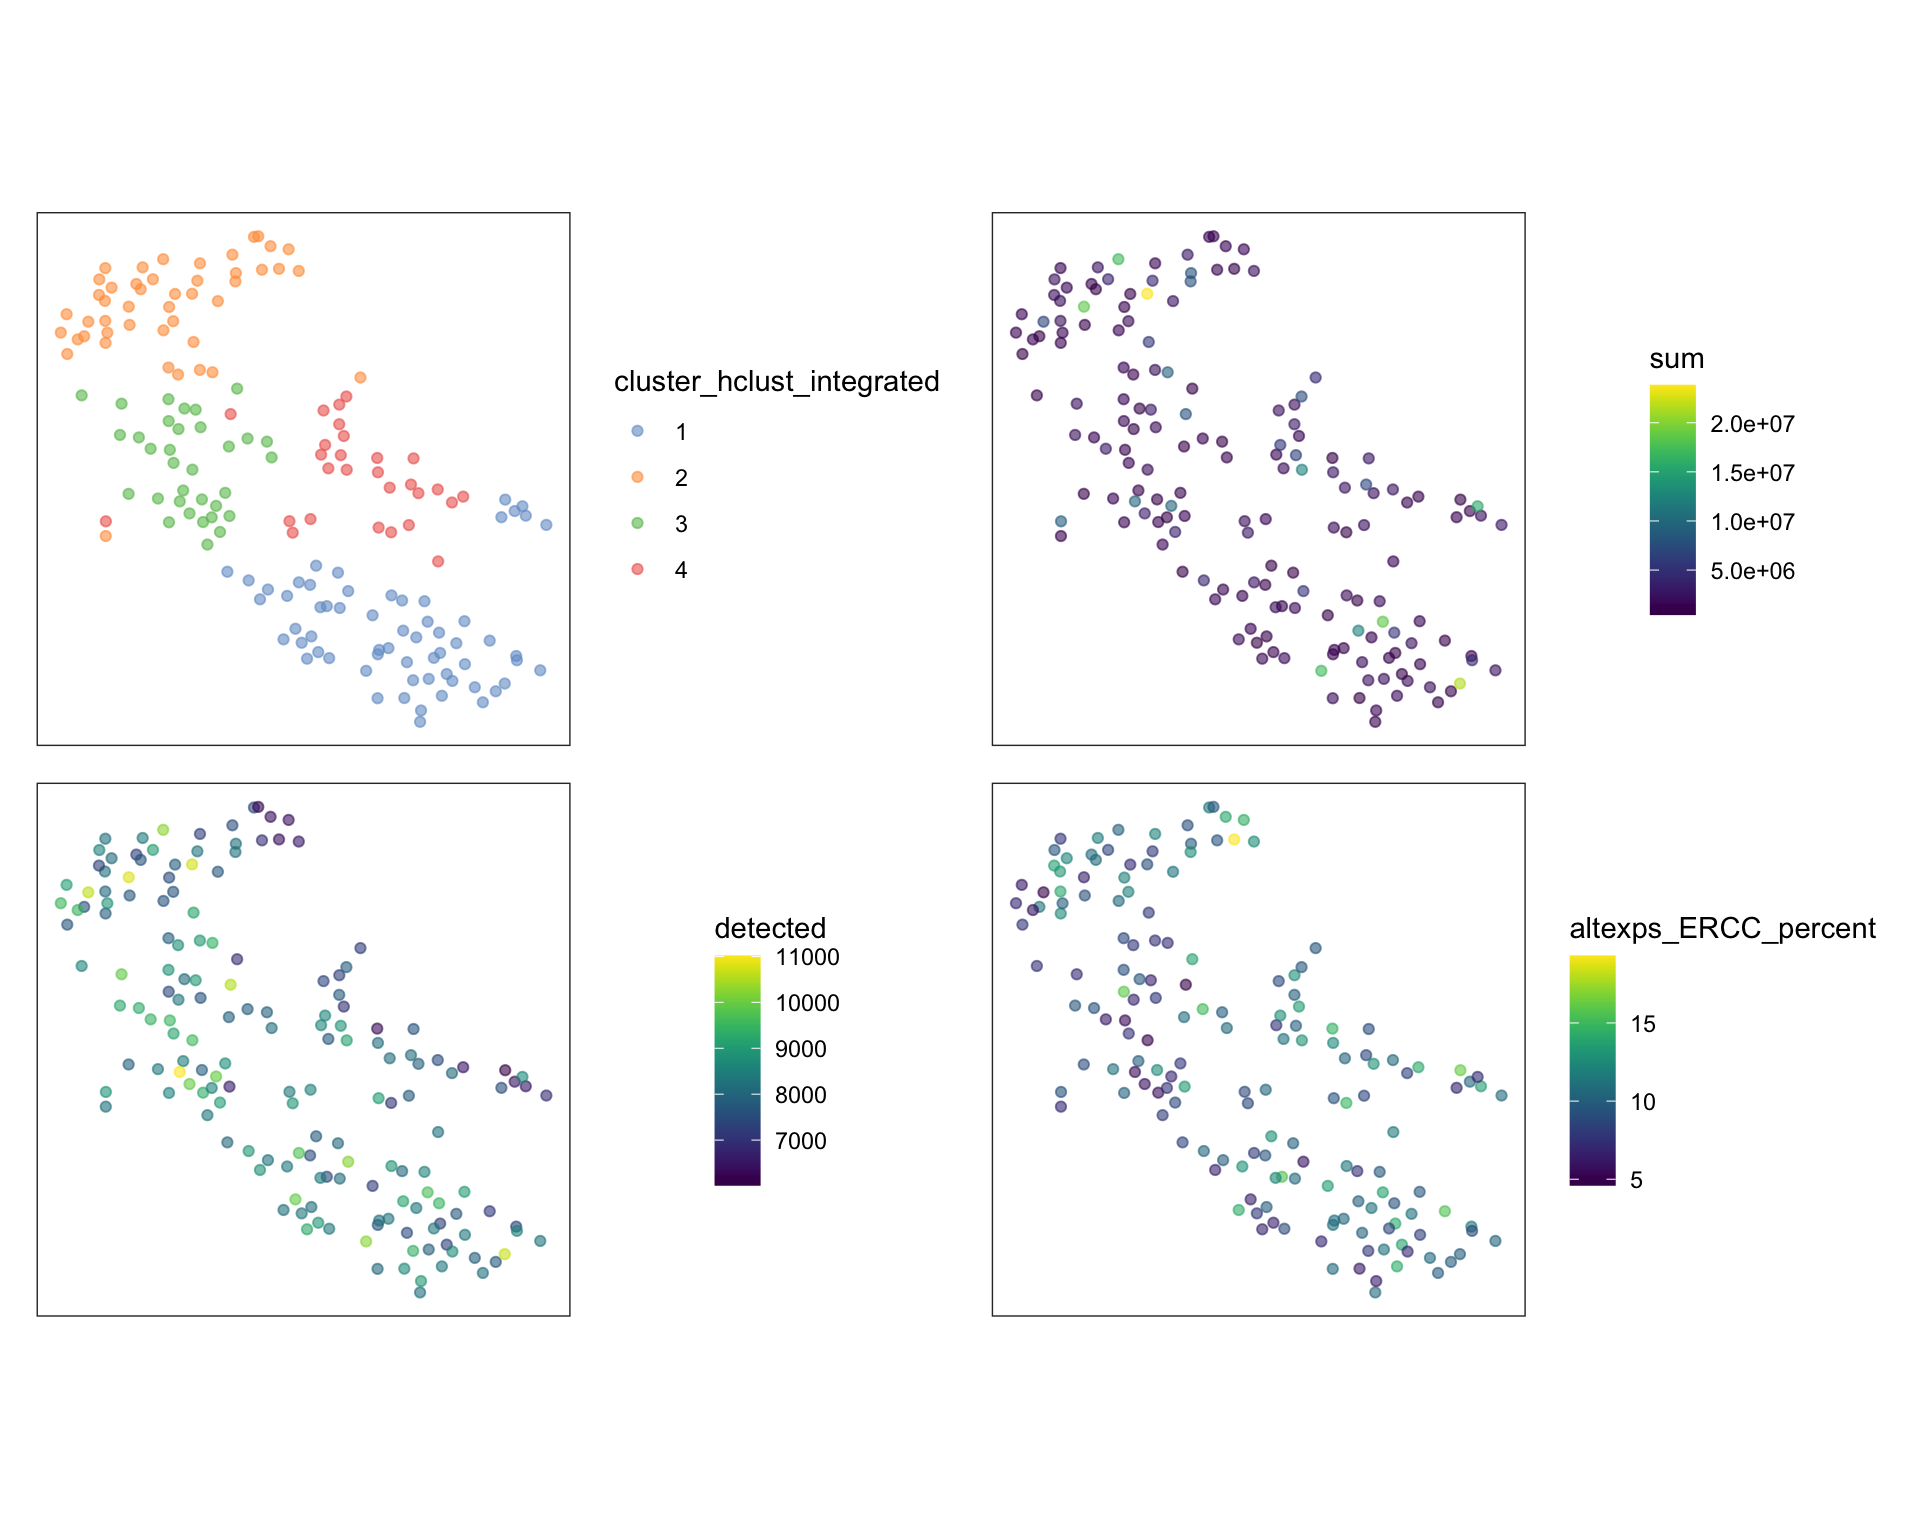 cluster_hclust_integrated
1
2
3
4
sum
2.0e+07
1.5e+07
1.0e+07
5.0e+06
detected
11000
10000
9000
8000
7000
altexps_ERCC_percent
15
10
5